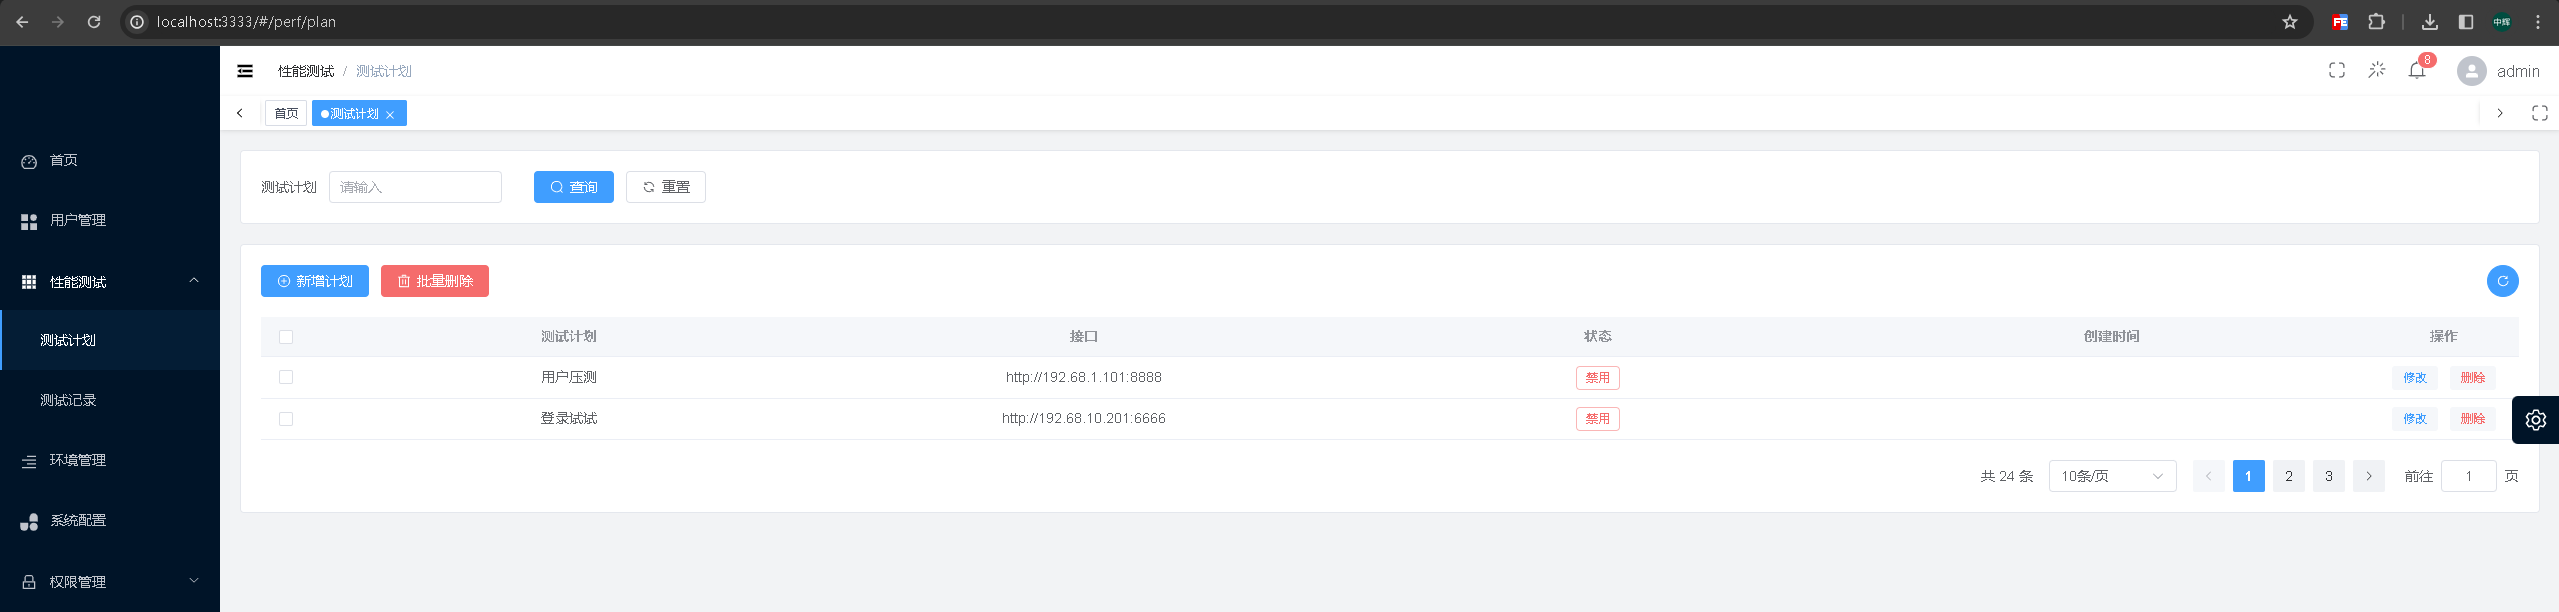 localhost:3333/#/perf/plan
中辉
性能测试 / 测试计划
8
admin
首页
测试计划
首页
用户管理
性能测试
测试计划
测试记录
环境管理
系统配置
权限管理
测试计划 请输入 查询 重置
新增计划 批量删除
测试计划 接口 状态 创建时间 操作
用户压测 http://192.68.1.101:8888 禁用 修改 删除
登录试试 http://192.68.10.201:6666 禁用 修改 删除
共 24 条 10条/页 1 2 3 前往 1 页